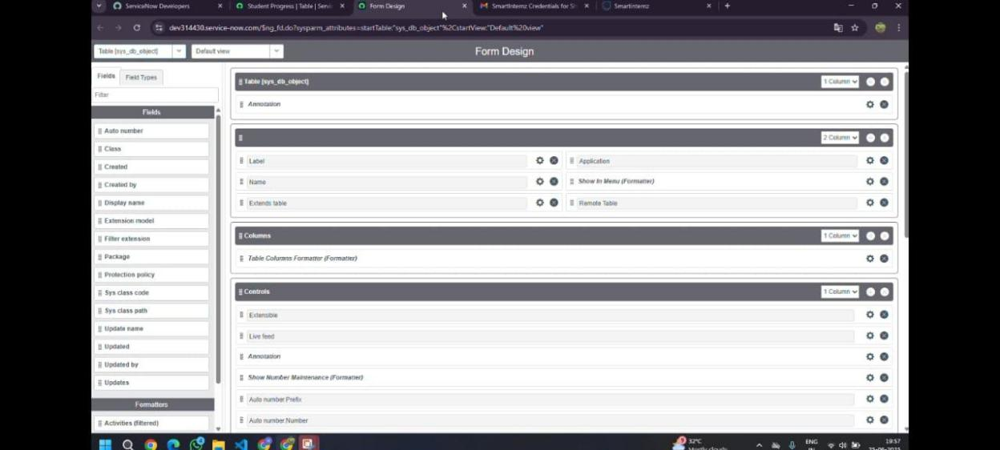 ServiceNow Developers
Student Progress | Table | Servic
Form Design
SmartInternz Credentials for Sm
SmartInternz
dev314430.service-now.com/$ng_fd.do?sysparm_attributes=startTable:"sys_db_object"%2CstartView:"Default%20view"
Table [sys_db_object]
Default view
Form Design
Fields
Field Types
Filter
Fields
Auto number
Class
Created
Created by
Display name
Extension model
Filter extension
Package
Protection policy
Sys class code
Sys class path
Update name
Updated
Updated by
Updates
Formatters
Activities (filtered)
Table [sys_db_object]
1 Column
Annotation
2 Column
Label
Application
Name
Show In Menu (Formatter)
Extends table
Remote Table
Columns
1 Column
Table Columns Formatter (Formatter)
Controls
1 Column
Extensible
Live feed
Annotation
Show Number Maintenance (Formatter)
Auto number.Prefix
Auto number.Number
32°C
Mostly cloudy
ENG
IN
19:57
25-06-2025